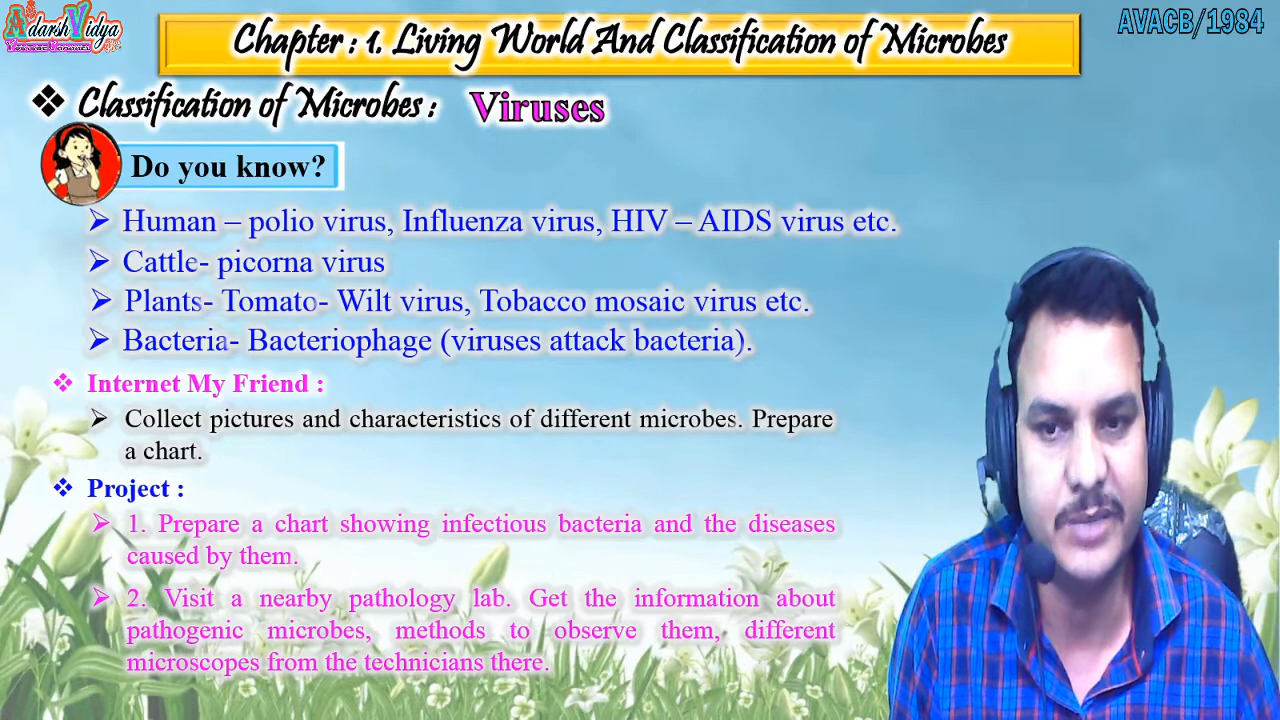 Adarsh Vidya
AVACB/1984
Chapter : 1. Living World And Classification of Microbes
❖ Classification of Microbes : Viruses
Do you know?
➢ Human – polio virus, Influenza virus, HIV – AIDS virus etc.
➢ Cattle- picorna virus
➢ Plants- Tomato- Wilt virus, Tobacco mosaic virus etc.
➢ Bacteria- Bacteriophage (viruses attack bacteria).
❖ Internet My Friend :
➢ Collect pictures and characteristics of different microbes. Prepare
a chart.
❖ Project :
➢ 1. Prepare a chart showing infectious bacteria and the diseases
caused by them.
➢ 2. Visit a nearby pathology lab. Get the information about
pathogenic microbes, methods to observe them, different
microscopes from the technicians there.